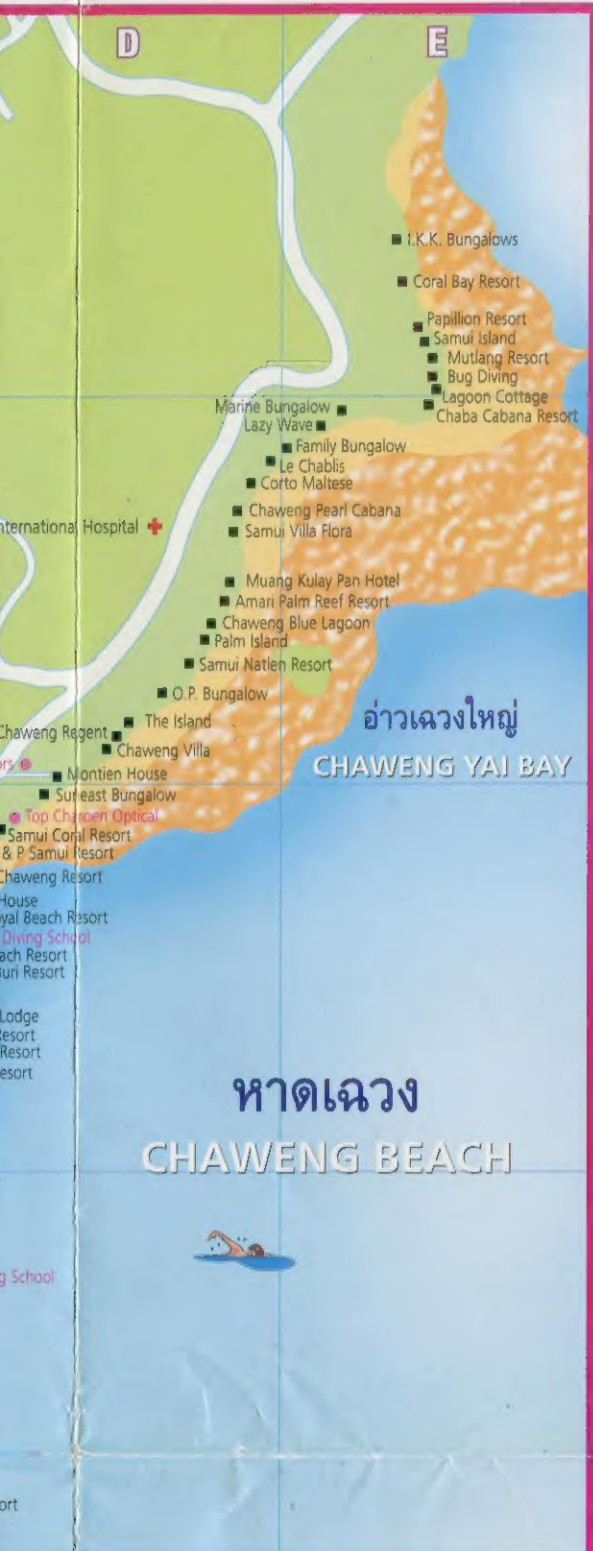 D
E
I.K.K. Bungalows
Coral Bay Resort
Papillion Resort
Samui Island
Mutlang Resort
Bug Diving
Lagoon Cottage
Chaba Cabana Resort
Marine Bungalow
Lazy Wave
Family Bungalow
Le Chablis
Corto Maltese
Chaweng Pearl Cabana
Samui Villa Flora
nternational Hospital
Muang Kulay Pan Hotel
Amari Palm Reef Resort
Chaweng Blue Lagoon
Palm Island
Samui Natien Resort
O.P. Bungalow
อ่าวเฉวงใหญ่
CHAWENG YAI BAY
The Island
Chaweng Regent
Chaweng Villa
ors
Montien House
Suneast Bungalow
Top Charoen Optical
Samui Coral Resort
& P Samui Resort
Chaweng Resort
House
yal Beach Resort
Diving School
ach Resort
uri Resort
Lodge
Resort
Resort
esort
หาดเฉวง
CHAWENG BEACH
g School
ort